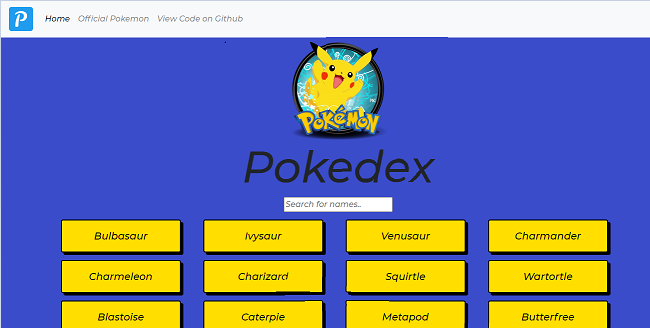 P
Home Official Pokemon View Code on Github
POKéMON
Pokedex
Search for names..
Bulbasaur Ivysaur Venusaur Charmander
Charmeleon Charizard Squirtle Wartortle
Blastoise Caterpie Metapod Butterfree